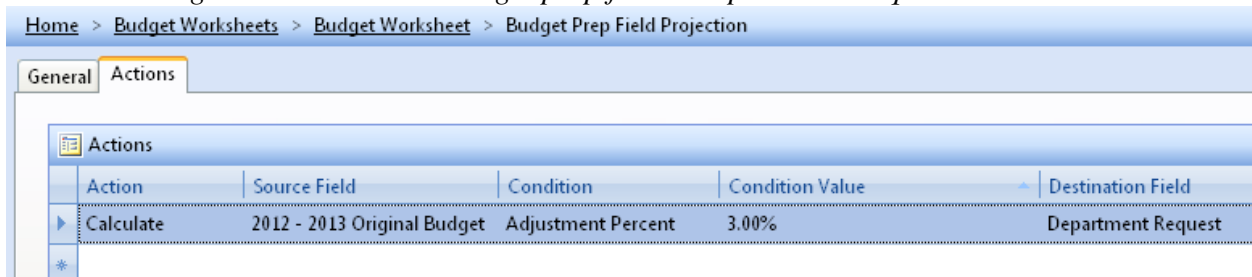 Home > Budget Worksheets > Budget Worksheet > Budget Prep Field Projection
General Actions
Actions
Action Source Field Condition Condition Value Destination Field
Calculate 2012 - 2013 Original Budget Adjustment Percent 3.00% Department Request